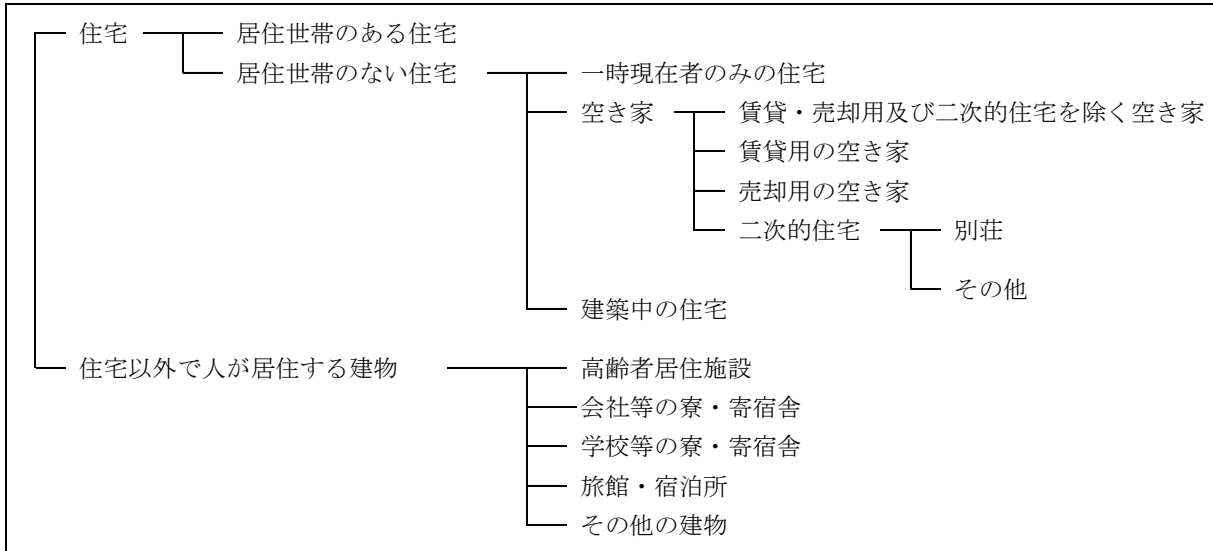 住宅 居住世帯のある住宅
居住世帯のない住宅 一時現在者のみの住宅
空き家 賃貸・売却用及び二次的住宅を除く空き家
賃貸用の空き家
売却用の空き家
二次的住宅 別荘
その他
建築中の住宅
住宅以外で人が居住する建物 高齢者居住施設
会社等の寮・寄宿舎
学校等の寮・寄宿舎
旅館・宿泊所
その他の建物